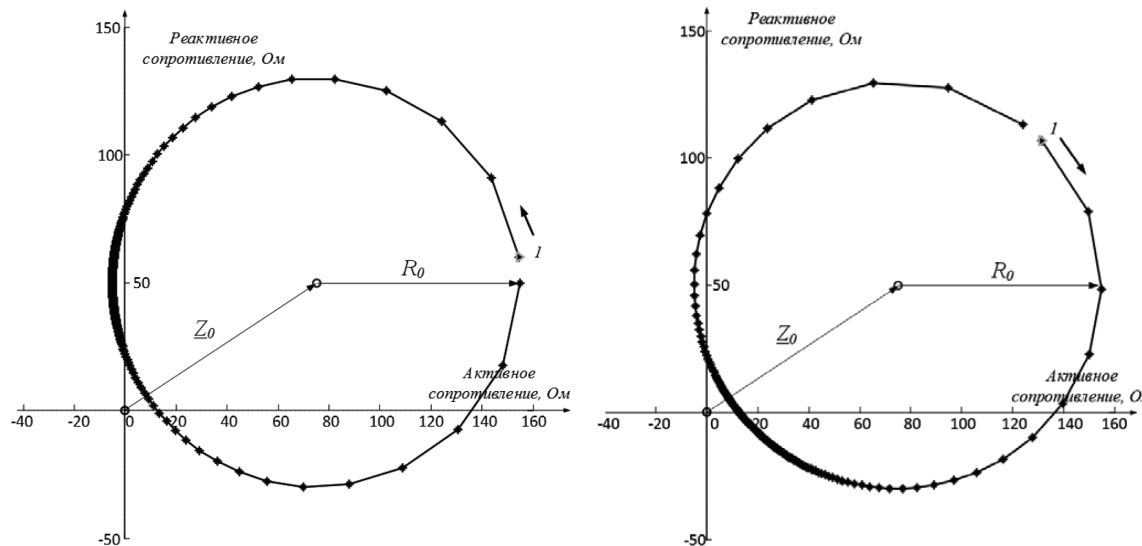 150
Реактивное
сопротивление, Ом
100
1
50
R0
Z0
Активное
сопротивление, Ом
-40 -20 0 20 40 60 80 100 120 140 160
-50
150
Реактивное
сопротивление, Ом
1
100
50
R0
Z0
Активное
сопротивление, О
-40 -20 0 20 40 60 80 100 120 140 160
-50